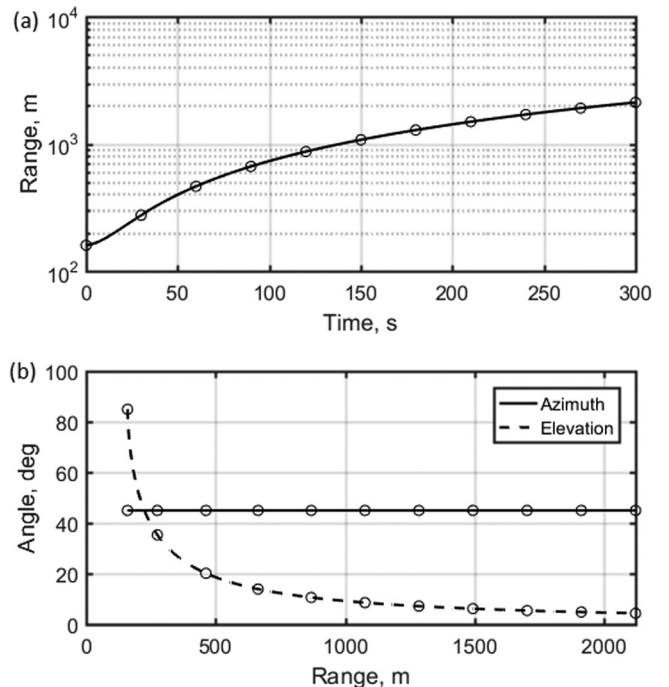 (a)
10^4
10^3
10^2
Range, m
0 50 100 150 200 250 300
Time, s
(b)
100
80
60
40
20
0
Angle, deg
Azimuth
Elevation
0 500 1000 1500 2000
Range, m